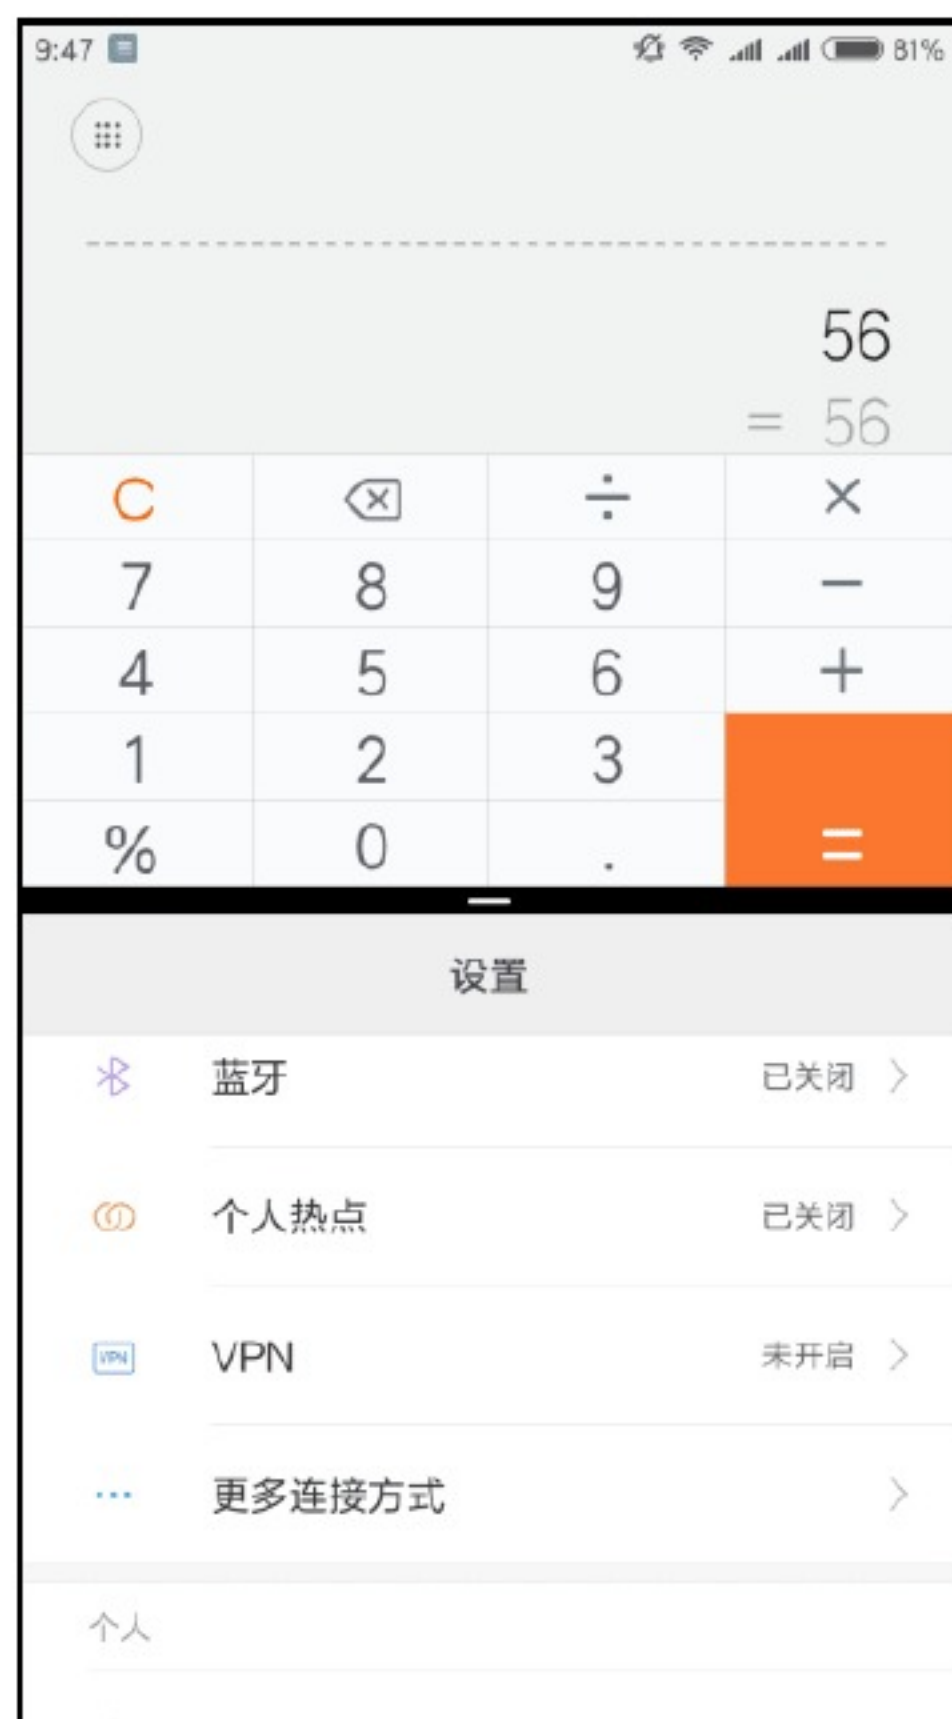 9:47 81%
56
= 56
C ÷ ×
7 8 9 −
4 5 6 +
1 2 3
% 0 . =
设置
蓝牙 已关闭
个人热点 已关闭
VPN VPN 未开启
更多连接方式
个人